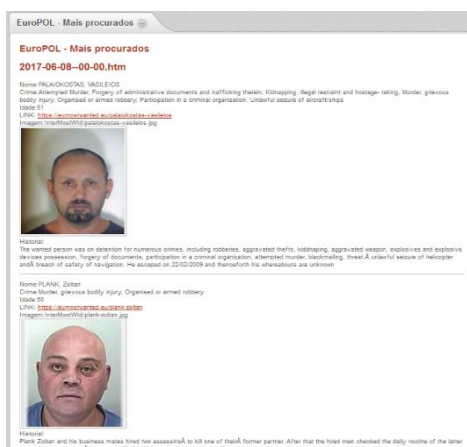 EuroPOL - Mais procurados
EuroPOL - Mais procurados
2017-06-08--00-00.htm
Nome:PALAIOKOSTAS, VASILEIOS
Crime:Attempted Murder, Forgery of administrative documents and trafficking therein, Kidnapping, illegal restraint and hostage- taking, Murder, grievous
bodily injury, Organised or armed robbery, Participation in a criminal organisation, Unlawful seizure of aircraft/ships
Idade:51
LINK: https://eumostwanted.eu/palaiokostas-vasileios
Imagem:InterMostWtd/palaiokostas-vasileios.jpg
Historial:
The wanted person was on detention for numerous crimes, including robberies, aggravated thefts, kiddnaping, aggravated weapon, explosives and explosive
devices possession, forgery of documents, participation in a criminal organization, attempted murder, blackmailing, threat,Â unlawful seizure of helicopter
andÂ breach of safety of navigation. He escaped on 22/02/2009 and thenceforth his whereabouts are unknown
Nome:PLANK, Zoltan
Crime:Murder, grievous bodily injury, Organised or armed robbery
Idade:50
LINK: https://eumostwanted.eu/plank-zoltan
Imagem:InterMostWtd/plank-zoltan.jpg
Historial:
Plank Zoltan and his business mates hired two assassinsÂ to kill one of theirÂ former partner. After that the hired men checked the daily routine of the later